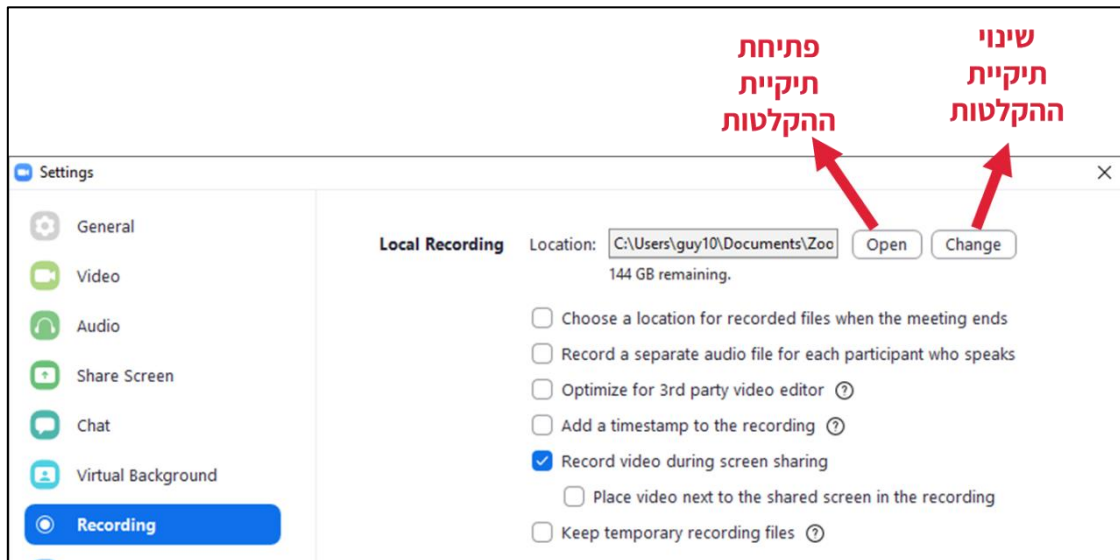 פתיחת
תיקיית
ההקלטות
שינוי
תיקיית
ההקלטות
Settings
General
Video
Audio
Share Screen
Chat
Virtual Background
Recording
Local Recording Location: C:\Users\guy10\Documents\Zoo Open Change
144 GB remaining.
Choose a location for recorded files when the meeting ends
Record a separate audio file for each participant who speaks
Optimize for 3rd party video editor
Add a timestamp to the recording
Record video during screen sharing
Place video next to the shared screen in the recording
Keep temporary recording files